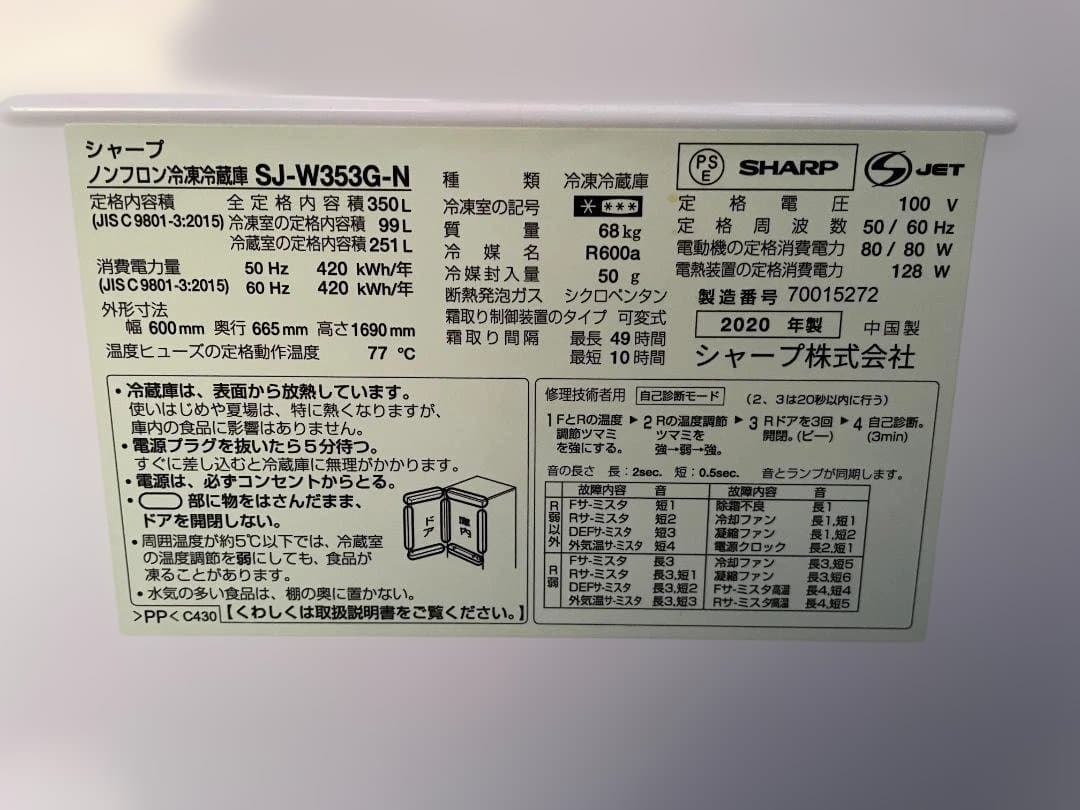 シャープ
ノンフロン冷凍冷蔵庫 SJ-W353G-N
定格内容積 全定格内容積 350L
(JIS C 9801-3:2015) 冷凍室の定格内容積 99L
冷蔵室の定格内容積 251L
消費電力量 50 Hz 420 kWh/年
(JIS C 9801-3:2015) 60 Hz 420 kWh/年
外形寸法
幅 600mm 奥行 665mm 高さ 1690mm
温度ヒューズの定格動作温度 77 ℃
種類 冷凍冷蔵庫
冷凍室の記号 * ***
質量 68kg
冷媒名 R600a
冷媒封入量 50 g
断熱発泡ガス シクロペンタン
霜取り制御装置のタイプ 可変式
霜取り間隔 最長 49時間
最短 10時間
PS E SHARP S JET
定格電圧 100 V
定格周波数 50 / 60 Hz
電動機の定格消費電力 80 / 80 W
電熱装置の定格消費電力 128 W
製造番号 70015272
2020 年製 中国製
シャープ株式会社
・冷蔵庫は、表面から放熱しています。
使いはじめや夏場は、特に熱くなりますが、
庫内の食品に影響はありません。
・電源プラグを抜いたら5分待つ。
すぐに差し込むと冷蔵庫に無理がかかります。
・電源は、必ずコンセントからとる。
・部に物をはさんだまま、
ドアを開閉しない。
・周囲温度が約5℃以下では、冷蔵室
の温度調節を弱にしても、食品が
凍ることがあります。
・水気の多い食品は、棚の奥に置かない。
ドア 庫内
>PP< C430 【くわしくは取扱説明書をご覧ください。】
修理技術者用 自己診断モード (2、3は20秒以内に行う)
1 FとRの温度調節ツマミを強にする。
▶ 2 Rの温度調節ツマミを強→弱→強。
▶ 3 Rドアを3回開閉。(ピー)
▶ 4 自己診断。(3min)
音の長さ 長:2sec. 短:0.5sec. 音とランプが同期します。
故障内容 音 故障内容 音
R弱以外
Fサ-ミスタ 短1 除霜不良 長1
Rサ-ミスタ 短2 冷却ファン 長1,短1
DEFサ-ミスタ 短3 凝縮ファン 長1,短2
外気温サ-ミスタ 短4 電源クロック 長2,短1
R弱
Fサ-ミスタ 長3 冷却ファン 長3,短5
Rサ-ミスタ 長3,短1 凝縮ファン 長3,短6
DEFサ-ミスタ 長3,短2 Fサ-ミスタ高温 長4,短4
外気温サ-ミスタ 長3,短3 Rサ-ミスタ高温 長4,短5